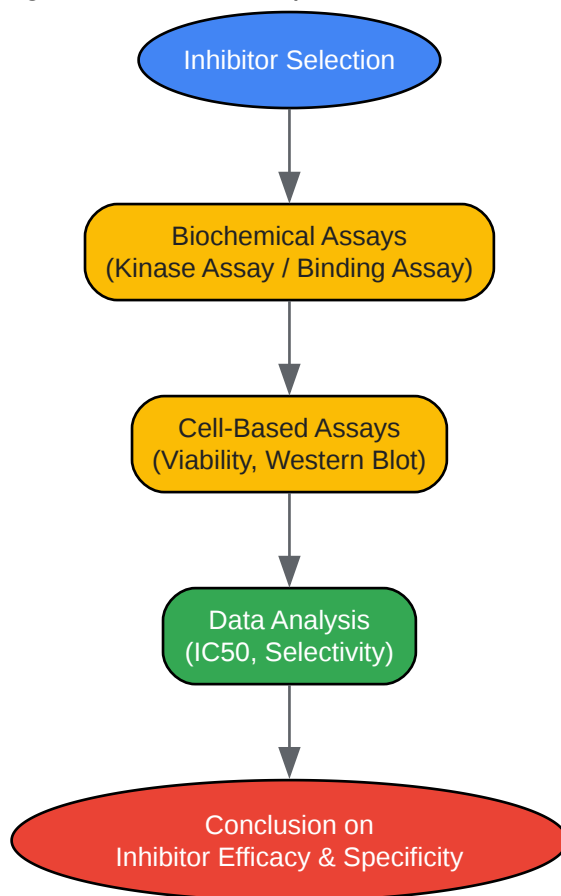 Inhibitor Selection
Biochemical Assays
(Kinase Assay / Binding Assay)
Cell-Based Assays
(Viability, Western Blot)
Data Analysis
(IC50, Selectivity)
Conclusion on
Inhibitor Efficacy & Specificity